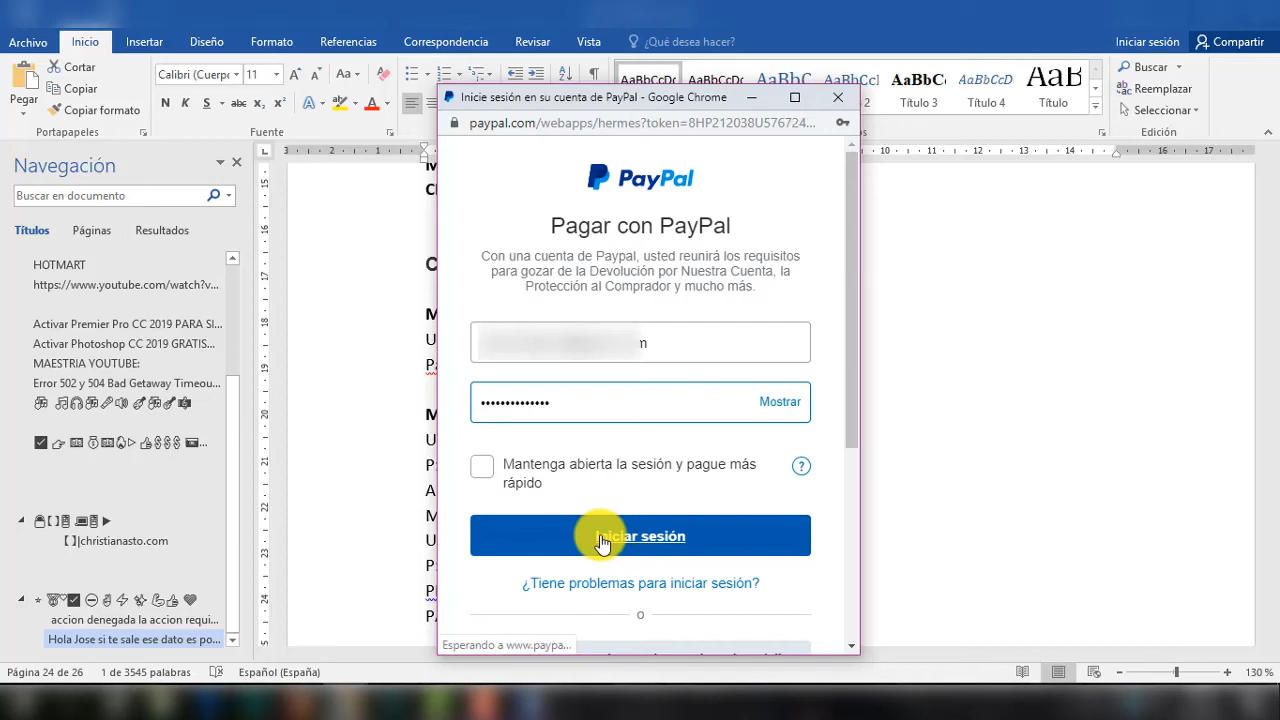 Archivo Inicio Insertar Diseño Formato Referencias Correspondencia Revisar Vista ¿Qué desea hacer? Iniciar sesión Compartir
Pegar
Cortar
Copiar
Copiar formato
Portapapeles
Calibri (Cuerpo 11
Aa
N K S abc
Fuente
AaBbCcDc
Título 3
Título 4
Título
Buscar
Reemplazar
Seleccionar
Edición
Navegación
Buscar en documento
Títulos Páginas Resultados
HOTMART
https://www.youtube.com/watch?v...
Activar Premier Pro CC 2019 PARA SI...
Activar Photoshop CC 2019 GRATIS...
MAESTRIA YOUTUBE:
Error 502 y 504 Bad Getaway Timeou...
[ ]|christianasto.com
accion denegada la accion requi...
Hola Jose si te sale ese dato es po...
Inicie sesión en su cuenta de PayPal - Google Chrome
paypal.com/webapps/hermes?token=8HP212038U576724...
PayPal
Pagar con PayPal
Con una cuenta de Paypal, usted reunirá los requisitos
para gozar de la Devolución por Nuestra Cuenta, la
Protección al Comprador y mucho más.
m
Mostrar
Mantenga abierta la sesión y pague más
rápido
Iniciar sesión
¿Tiene problemas para iniciar sesión?
o
Esperando a www.paypa...
Página 24 de 26 1 de 3545 palabras Español (España) 130 %